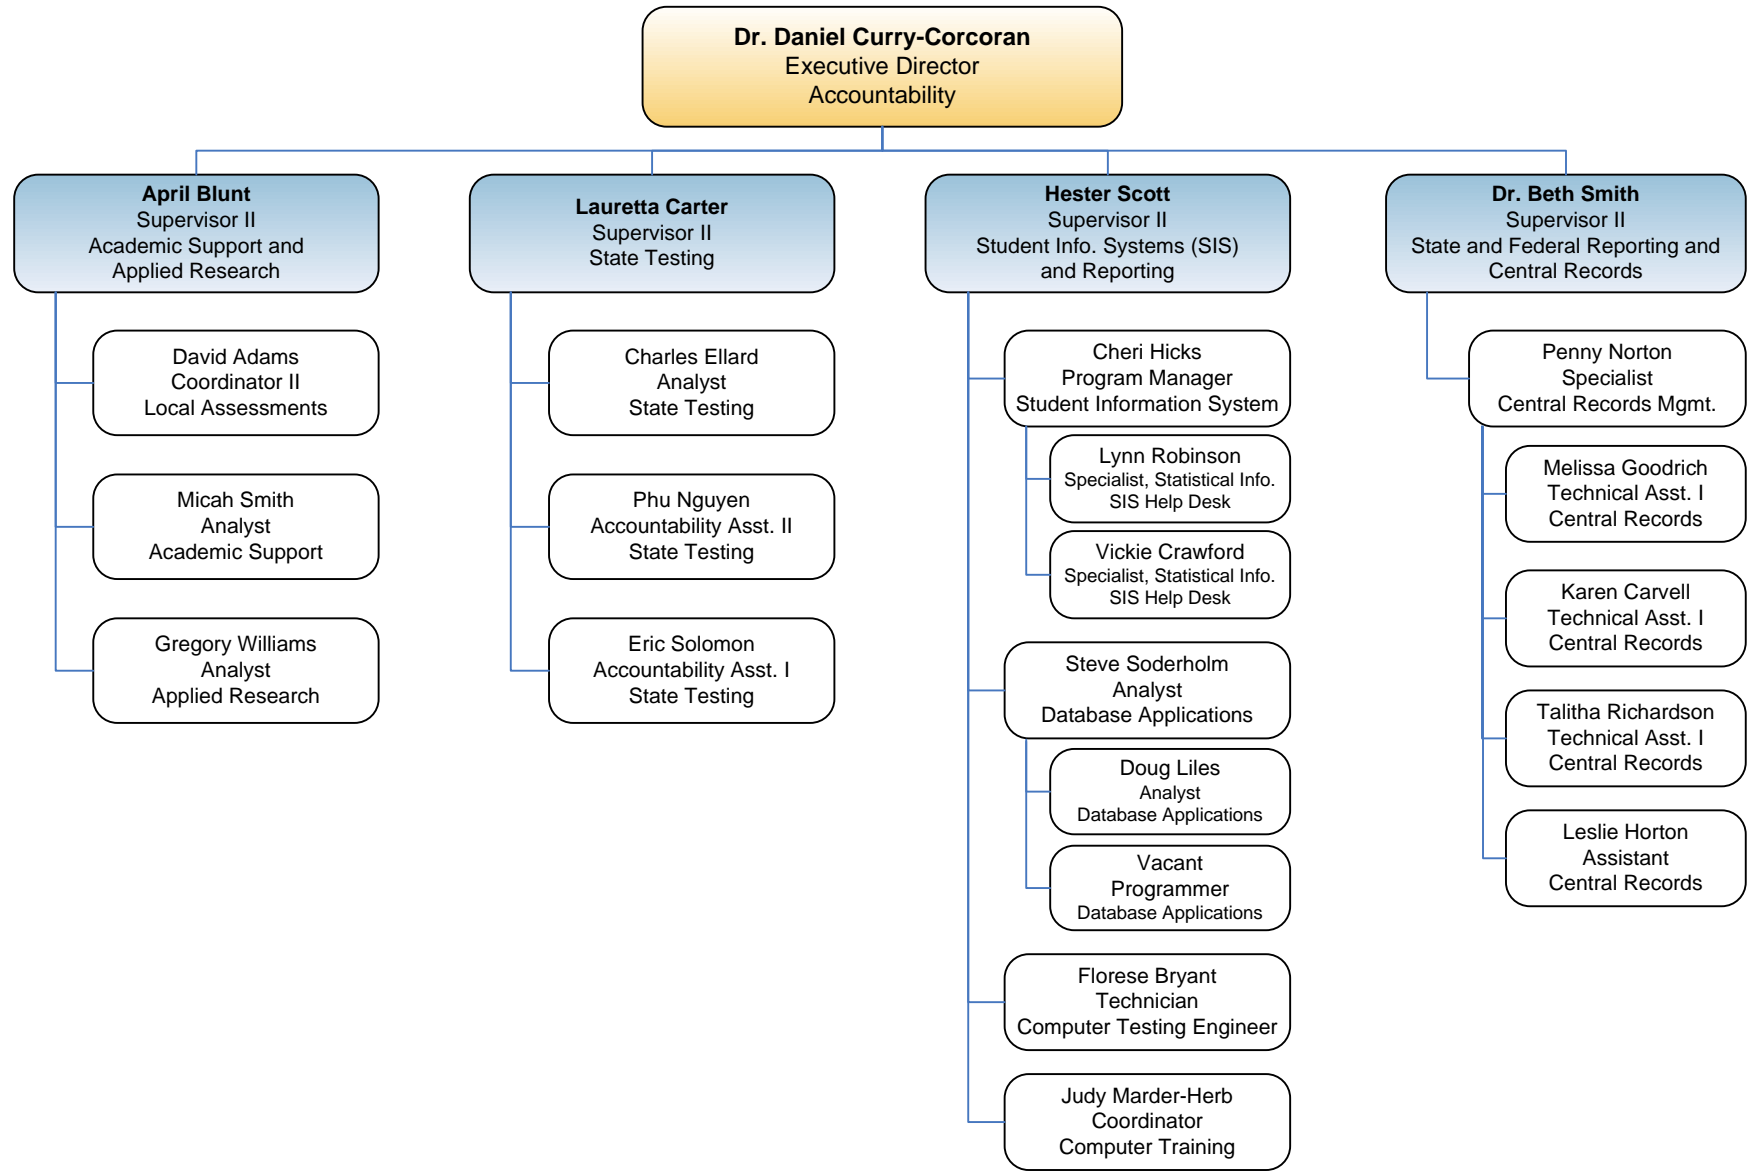 Dr. Daniel Curry-Corcoran
Executive Director
Accountability
April Blunt
Supervisor II
Academic Support and
Applied Research
David Adams
Coordinator II
Local Assessments
Micah Smith
Analyst
Academic Support
Gregory Williams
Analyst
Applied Research
Lauretta Carter
Supervisor II
State Testing
Charles Ellard
Analyst
State Testing
Phu Nguyen
Accountability Asst. II
State Testing
Eric Solomon
Accountability Asst. I
State Testing
Hester Scott
Supervisor II
Student Info. Systems (SIS)
and Reporting
Cheri Hicks
Program Manager
Student Information System
Lynn Robinson
Specialist, Statistical Info.
SIS Help Desk
Vickie Crawford
Specialist, Statistical Info.
SIS Help Desk
Steve Soderholm
Analyst
Database Applications
Doug Liles
Analyst
Database Applications
Vacant
Programmer
Database Applications
Florese Bryant
Technician
Computer Testing Engineer
Judy Marder-Herb
Coordinator
Computer Training
Dr. Beth Smith
Supervisor II
State and Federal Reporting and
Central Records
Penny Norton
Specialist
Central Records Mgmt.
Melissa Goodrich
Technical Asst. I
Central Records
Karen Carvell
Technical Asst. I
Central Records
Talitha Richardson
Technical Asst. I
Central Records
Leslie Horton
Assistant
Central Records